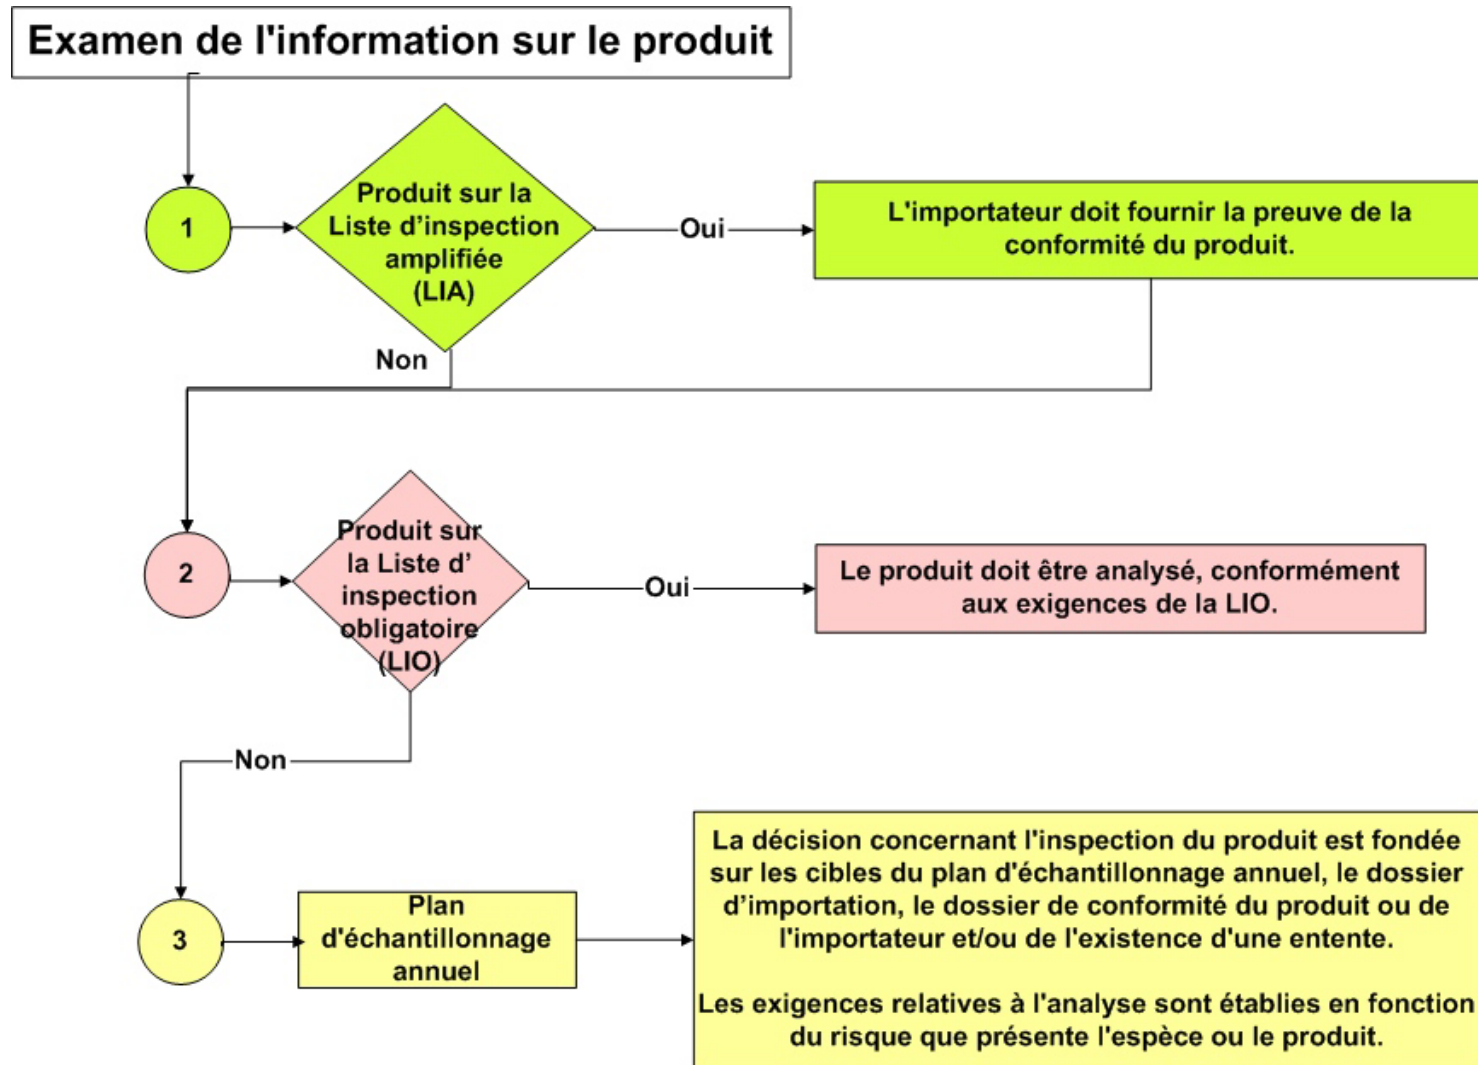 Examen de l'information sur le produit
1
Produit sur la
Liste d’inspection
amplifiée
(LIA)
Oui
L'importateur doit fournir la preuve de la
conformité du produit.
Non
2
Produit sur
la Liste d’
inspection
obligatoire
(LIO)
Oui
Le produit doit être analysé, conformément
aux exigences de la LIO.
Non
3
Plan
d'échantillonnage
annuel
La décision concernant l'inspection du produit est fondée
sur les cibles du plan d'échantillonnage annuel, le dossier
d’importation, le dossier de conformité du produit ou de
l'importateur et/ou de l'existence d'une entente.
Les exigences relatives à l'analyse sont établies en fonction
du risque que présente l'espèce ou le produit.